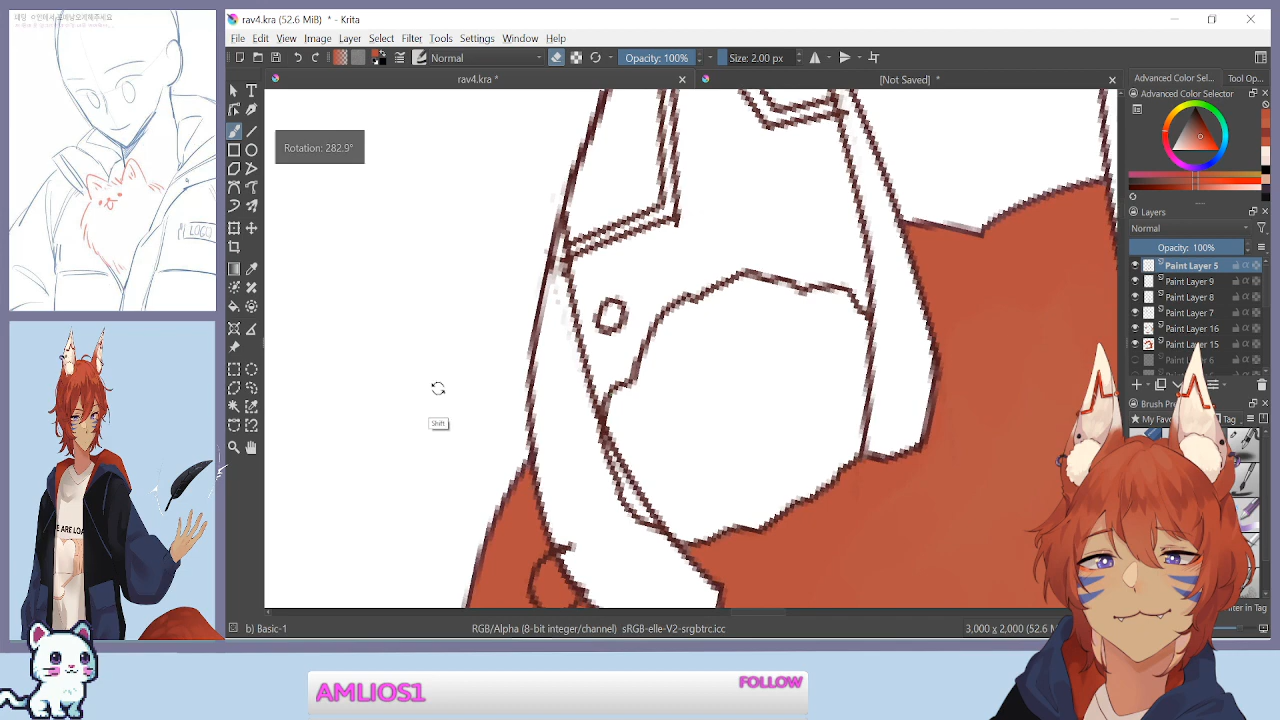 rav4.kra (52.6 MiB) * - Krita
File Edit View Image Layer Select Filter Tools Settings Window Help
Normal
Opacity: 100%
Size: 2.00 px
rav4.kra *
[Not Saved] *
Rotation: 282.9°
Shift
Advanced Color Sel...
Tool Op...
Advanced Color Selector
Layers
Normal
Opacity: 100%
Paint Layer 5
Paint Layer 9
Paint Layer 8
Paint Layer 7
Paint Layer 16
Paint Layer 15
Tag
b) Basic-1
RGB/Alpha (8-bit integer/channel) sRGB-elle-V2-srgbtrc.icc
3,000 x 2,000 (52.6 M
LOGO
AMLIOS1
FOLLOW